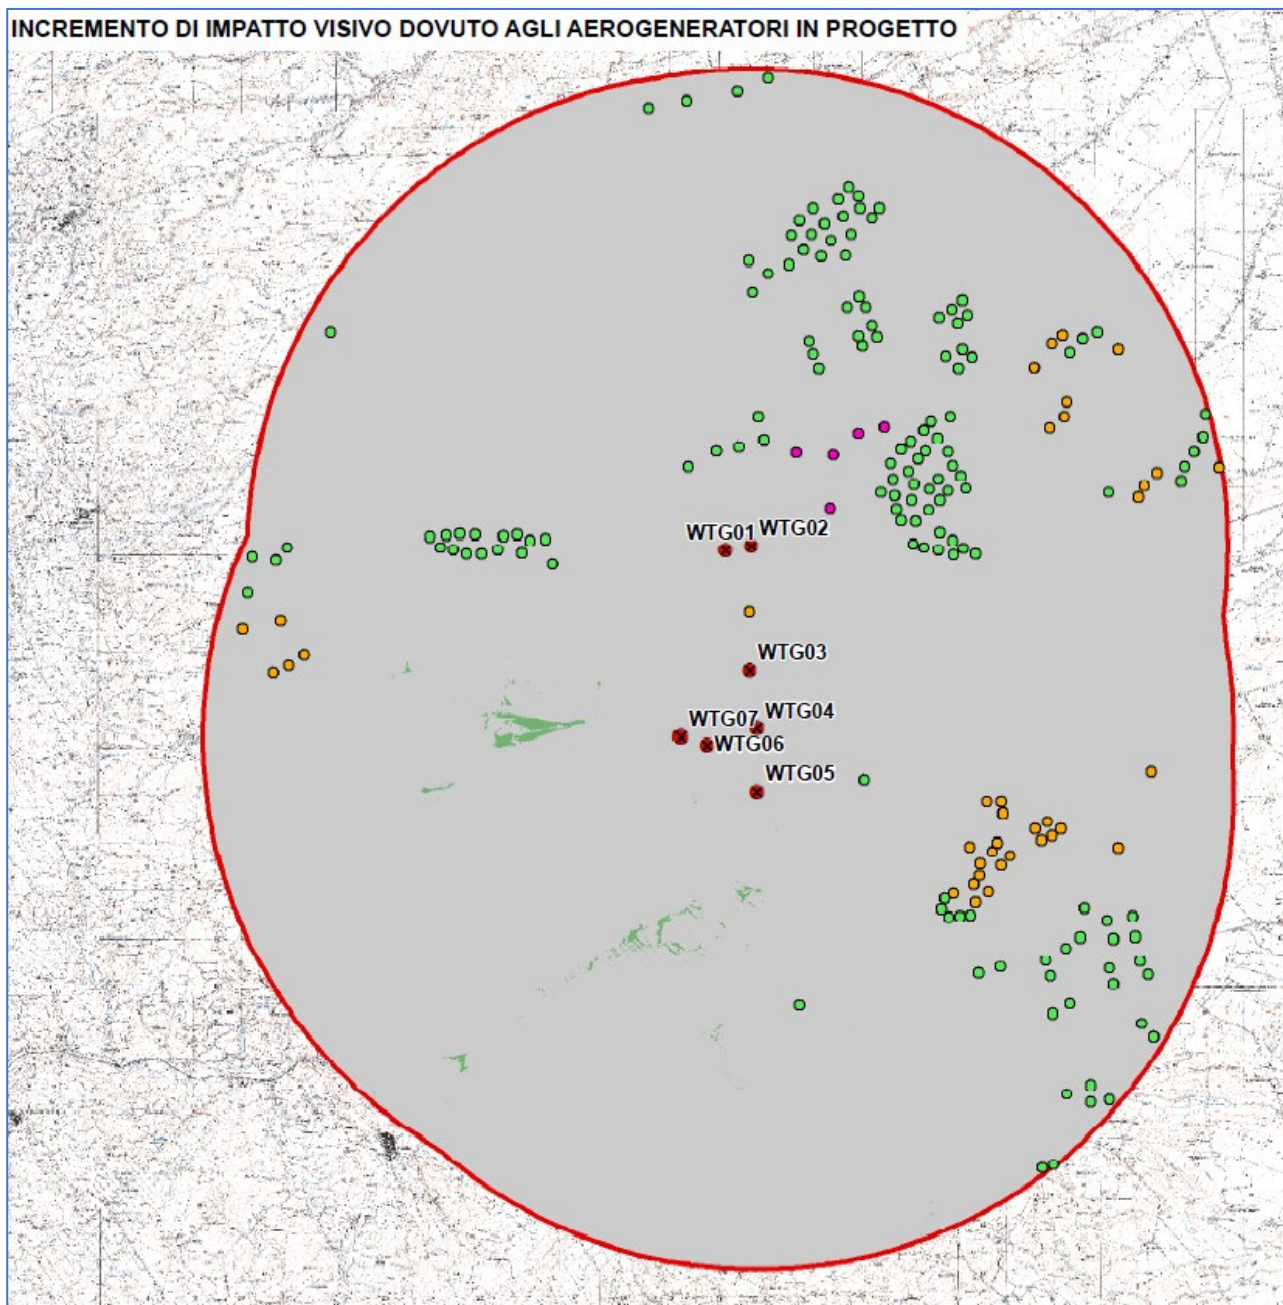 INCREMENTO DI IMPATTO VISIVO DOVUTO AGLI AEROGENERATORI IN PROGETTO
WTG01
WTG02
WTG03
WTG04
WTG07
WTG06
WTG05